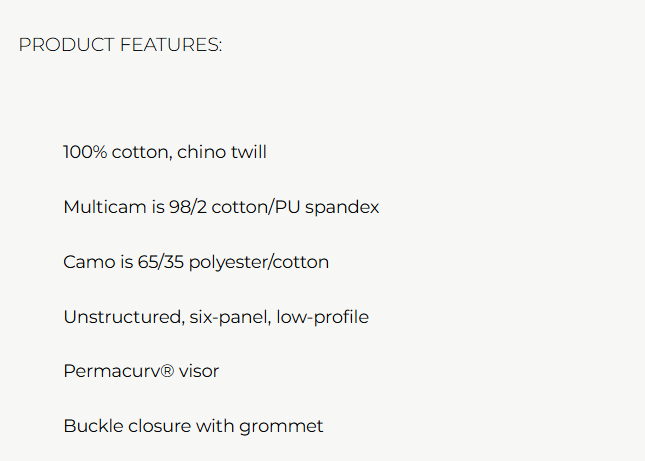 PRODUCT FEATURES:
100% cotton, chino twill
Multicam is 98/2 cotton/PU spandex
Camo is 65/35 polyester/cotton
Unstructured, six-panel, low-profile
Permacurv® visor
Buckle closure with grommet